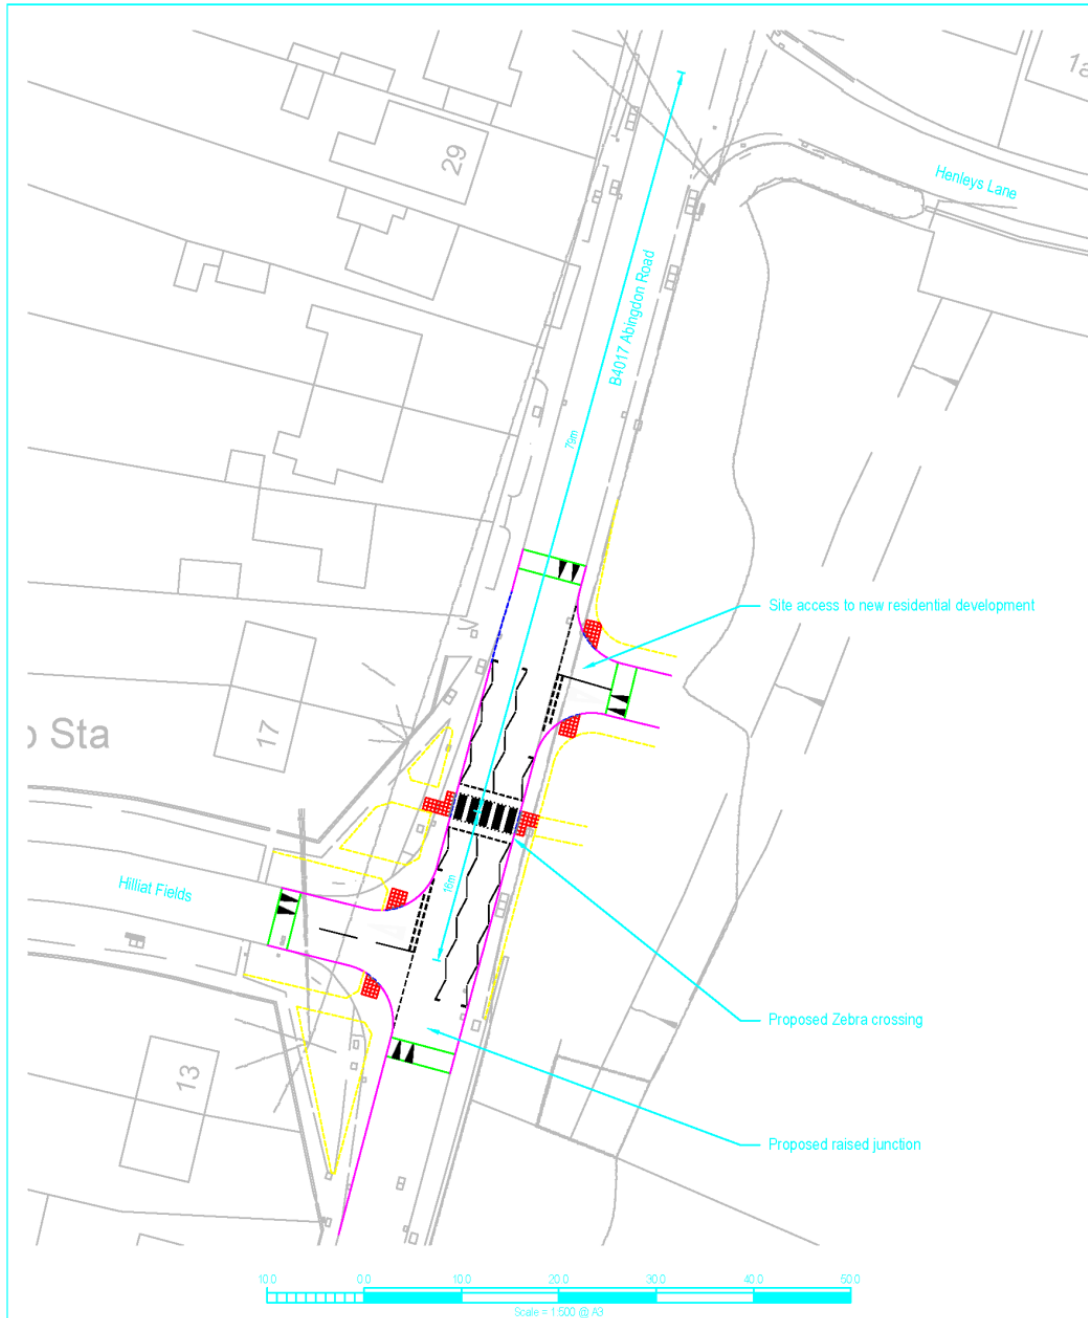 1a
29
Henleys Lane
B4017 Abingdon Road
79m
Site access to new residential development
17
o Sta
Hilliat Fields
16m
Proposed Zebra crossing
13
Proposed raised junction
10.0 0.0 10.0 20.0 30.0 40.0 50.0
Scale = 1:500 @ A3